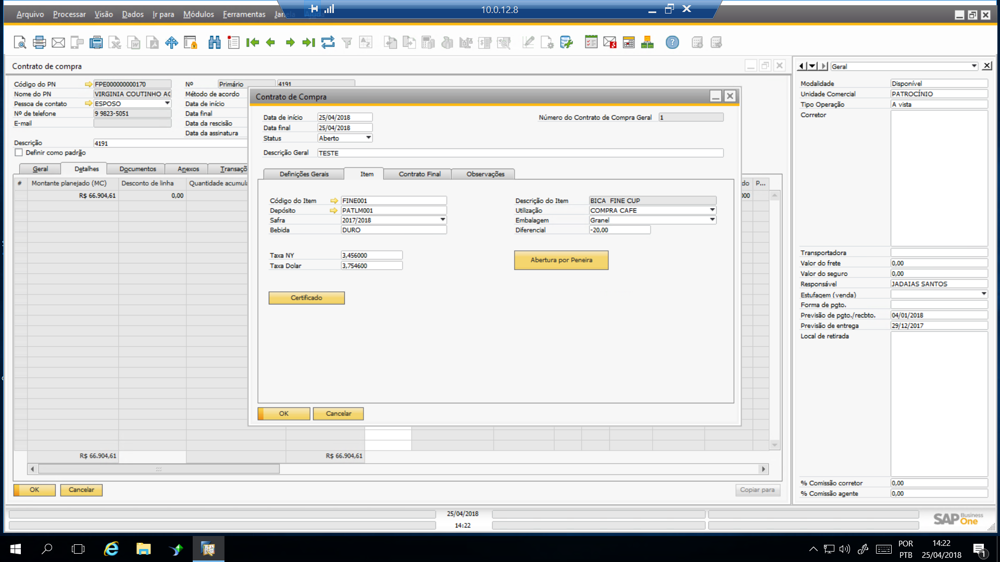 10.0.12.8
Arquivo Processar Visão Dados Ir para Módulos Ferramentas Janela Ajuda
Contrato de compra
Código do PN FPE000000000170 Nº Primário 4191
Nome do PN VIRGINIA COUTINHO AG Método de acordo
Pessoa de contato ESPOSO Data de início
Nº de telefone 9 9823-5051 Data final
E-mail Data da rescisão
Data da assinatura
Descrição 4191
Definir como padrão
Geral Detalhes Documentos Anexos Transaçõ
# Montante planejado (MC) Desconto de linha Quantidade acumula do P...
R$ 66.904,61 0,00 000
R$ 66.904,61 R$ 66.904,61
OK Cancelar Copiar para
Contrato de Compra
Data de início 25/04/2018 Número do Contrato de Compra Geral 1
Data final 25/04/2018
Status Aberto
Descrição Geral TESTE
Definições Gerais Item Contrato Final Observações
Código do Item FINE001 Descrição do Item BICA FINE CUP
Depósito PATLM001 Utilização COMPRA CAFE
Safra 2017/2018 Embalagem Granel
Bebida DURO Diferencial -20,00
Taxa NY 3,456000 Abertura por Peneira
Taxa Dolar 3,754600
Certificado
OK Cancelar
Geral
Modalidade Disponível
Unidade Comercial PATROCÍNIO
Tipo Operação A vista
Corretor
Transportadora
Valor do frete 0,00
Valor do seguro 0,00
Responsável JADAIAS SANTOS
Estufagem (venda)
Forma de pgto.
Previsão de pgto./recbto. 04/01/2018
Previsão de entrega 29/12/2017
Local de retirada
% Comissão corretor 0,00
% Comissão agente 0,00
25/04/2018
14:22
SAP Business One
POR 14:22
PTB 25/04/2018
1